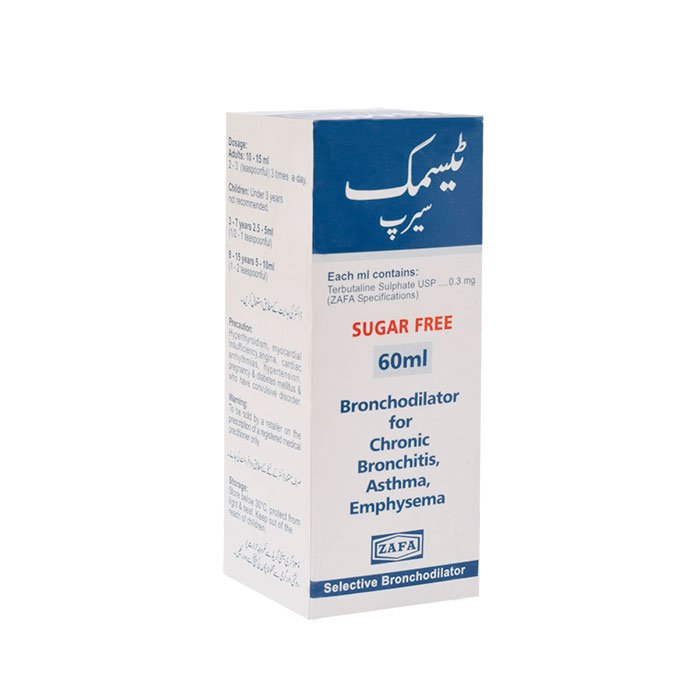 Dosage:
Adults: 10 - 15 ml
2 - 3 (teaspoonful) 3 times a day.
Children: Under 3 years
not recommended.
3 - 7 years 2.5 - 5ml
(1/2 - 1 teaspoonful)
8 - 15 years 5 - 10ml
(1 - 2 teaspoonful)
Precaution
Hyperthyroidism, myocardial
insufficiency, angina, cardiac
arrhythmias, hypertension,
pregnancy & diabetes mellitus &
who have convulsive disorder.
Warning:
To be sold by a retailer on the
prescription of a registered medical
practitioner only.
Storage:
Store below 30°C, protect from
light & heat. Keep out of the
reach of children.
ٹیسمک
سیرپ
Each ml contains:
Terbutaline Sulphate USP ....0.3 mg
(ZAFA Specifications)
SUGAR FREE
60ml
Bronchodilator
for
Chronic
Bronchitis,
Asthma,
Emphysema
ZAFA
Selective Bronchodilator